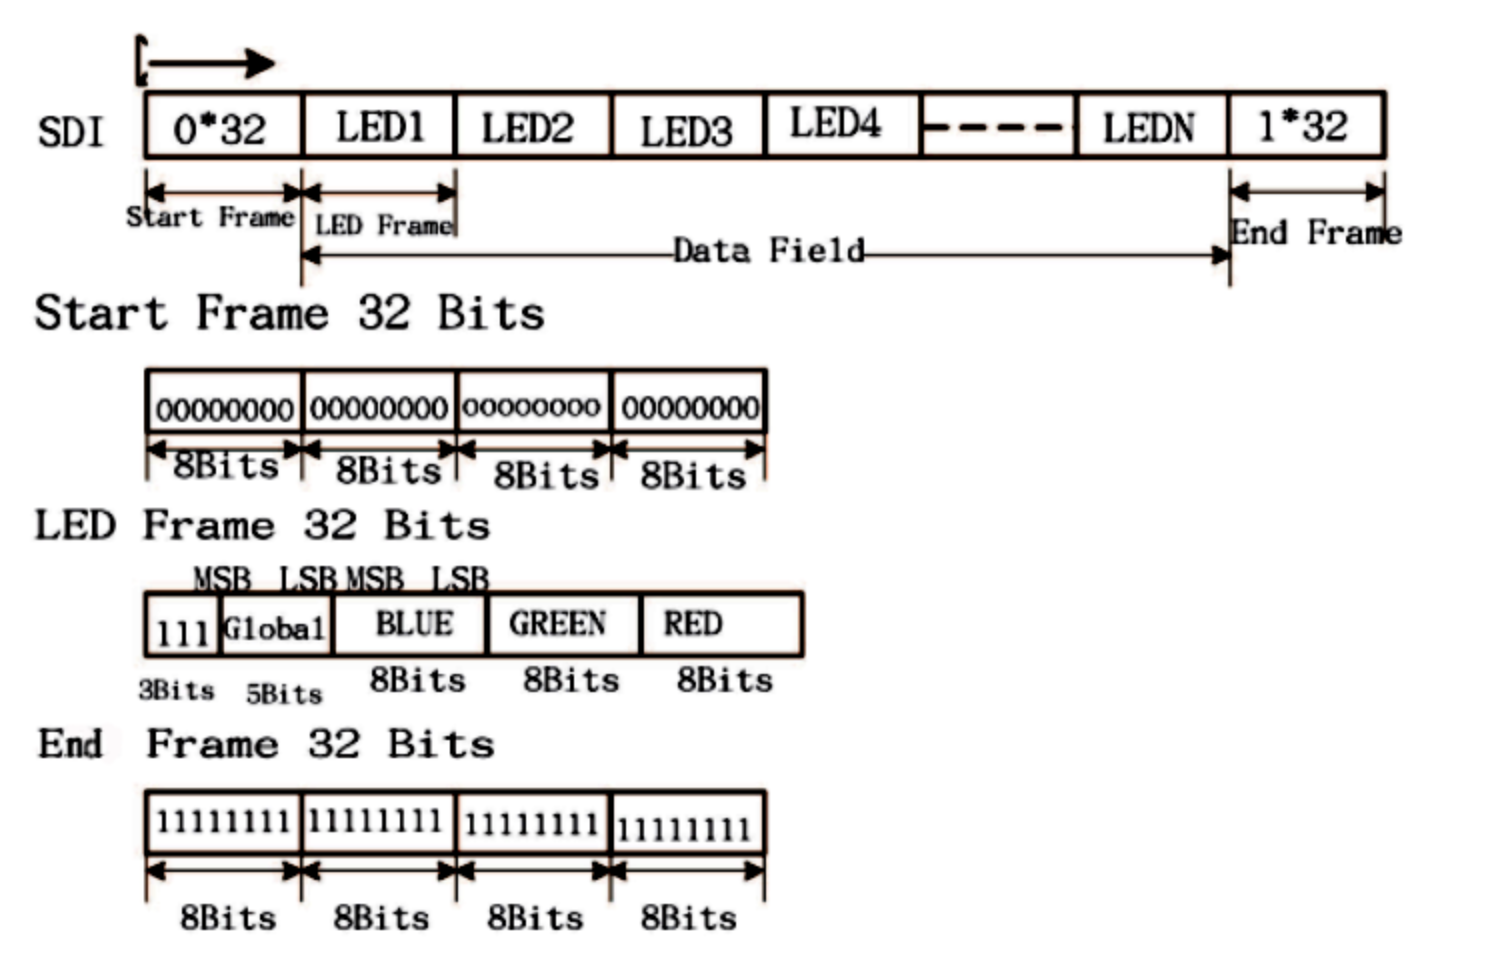 SDI 0*32 LED1 LED2 LED3 LED4 LEDN 1*32
Start Frame LED Frame Data Field End Frame
Start Frame 32 Bits
00000000 00000000 00000000 00000000
8Bits 8Bits 8Bits 8Bits
LED Frame 32 Bits
MSB LSB MSB LSB
111 Global BLUE GREEN RED
3Bits 5Bits 8Bits 8Bits 8Bits
End Frame 32 Bits
11111111 11111111 11111111 11111111
8Bits 8Bits 8Bits 8Bits